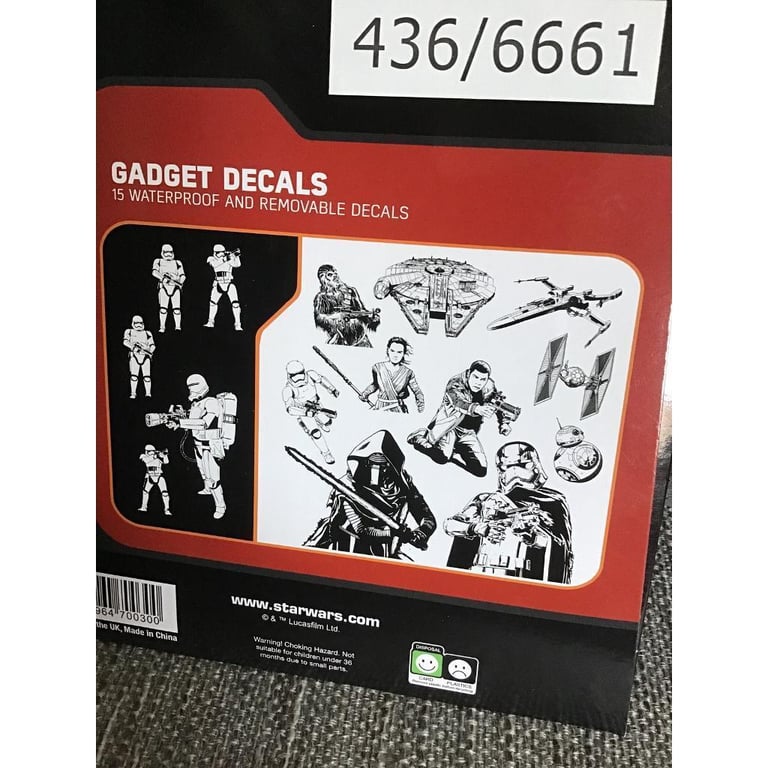 436/6661
GADGET DECALS
15 WATERPROOF AND REMOVABLE DECALS
964 700300
the UK, Made in China
www.starwars.com
© & ™ Lucasfilm Ltd.
Warning! Choking Hazard. Not
suitable for children under 36
months due to small parts.
DISPOSAL
CARD PLASTICS